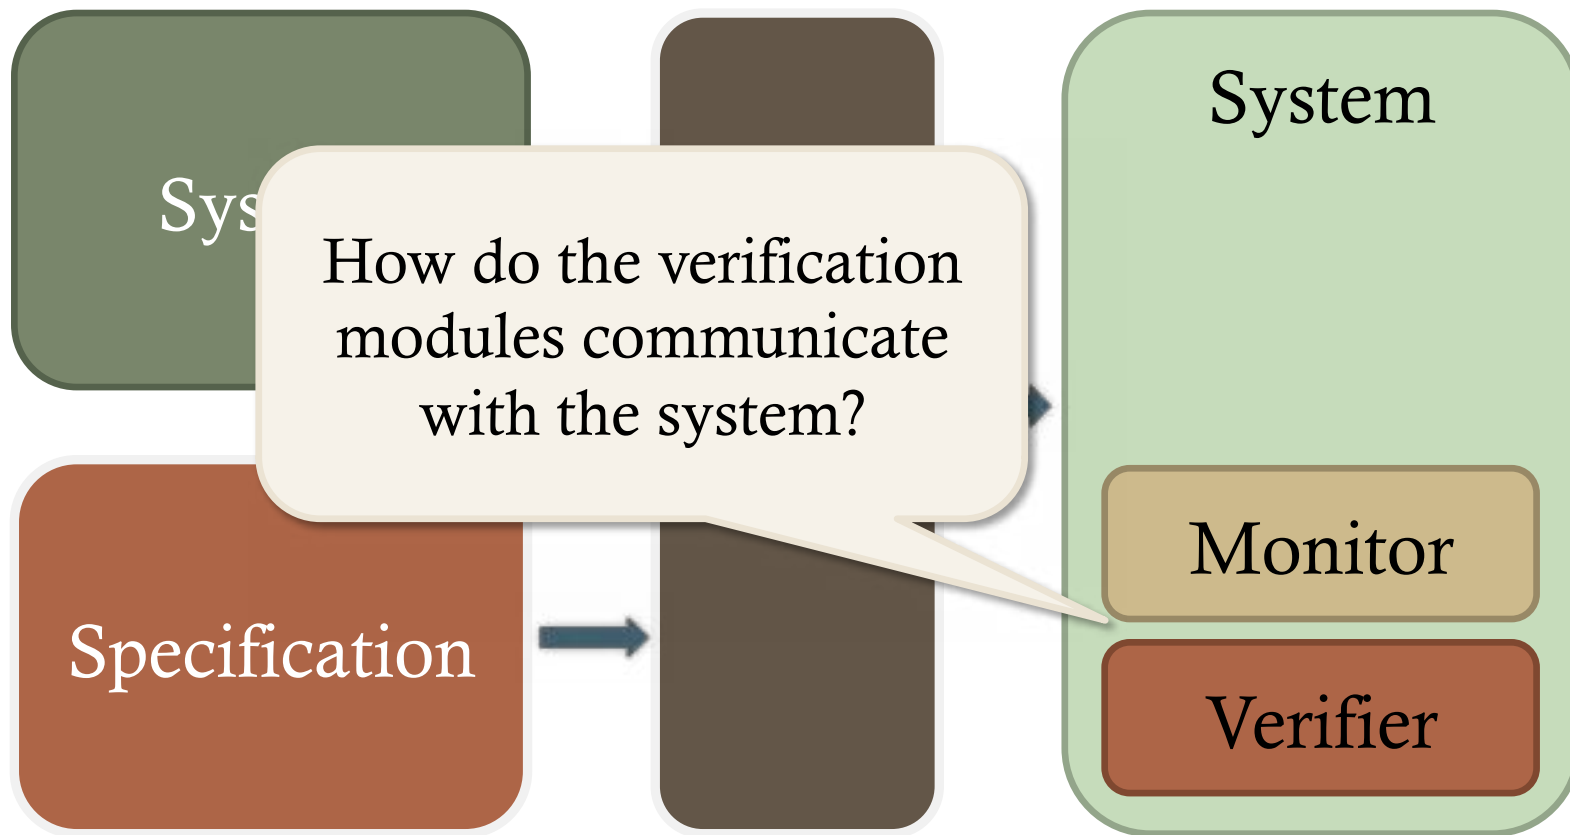 System
Sys
How do the verification
modules communicate
with the system?
Monitor
Specification
Verifier